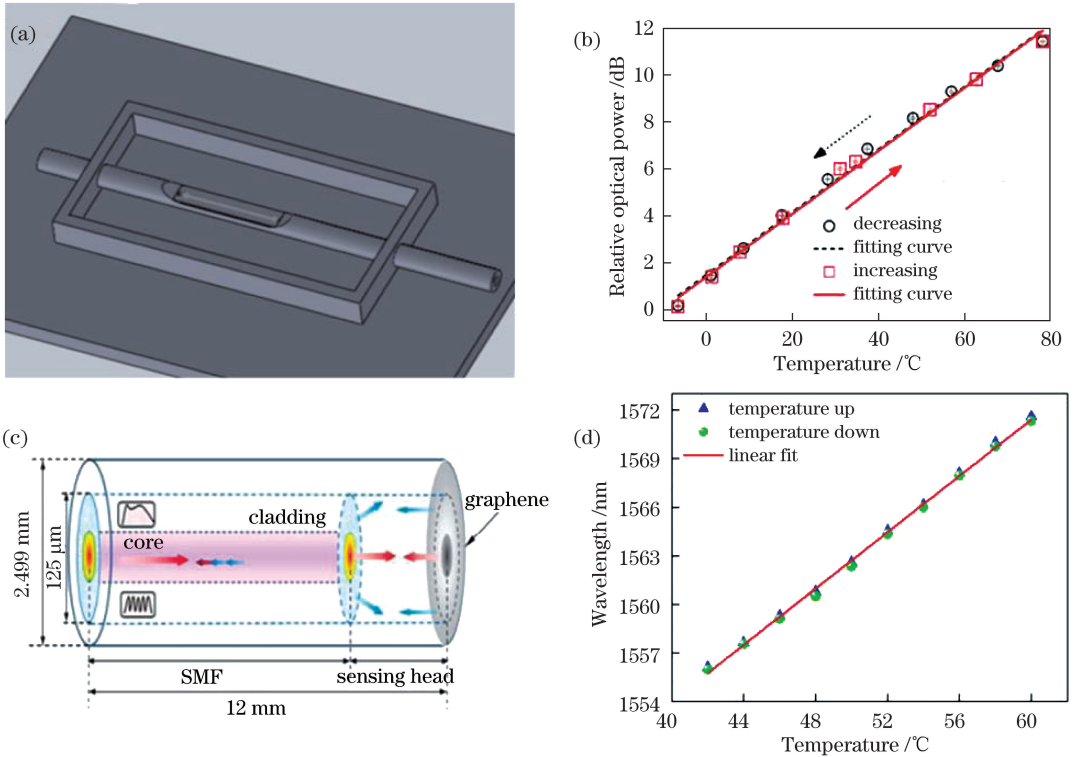 (a)
(b)
Relative optical power /dB
12
10
8
6
4
2
0
decreasing
fitting curve
increasing
fitting curve
0
20
40
60
80
Temperature /℃
(c)
2.499 mm
125 μm
core
cladding
graphene
SMF
sensing head
12 mm
(d)
Wavelength /nm
1572
1569
1566
1563
1560
1557
1554
temperature up
temperature down
linear fit
40
44
48
52
56
60
Temperature /℃